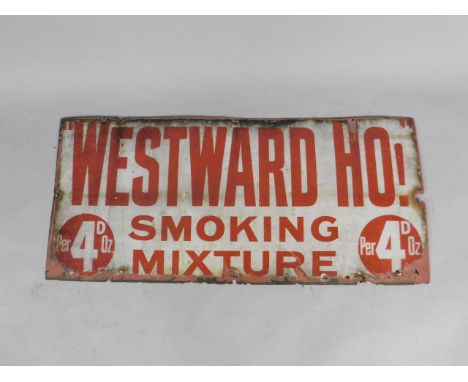 "WESTWARD HO!"
SMOKING
MIXTURE
Per 4D Oz
Per 4D Oz